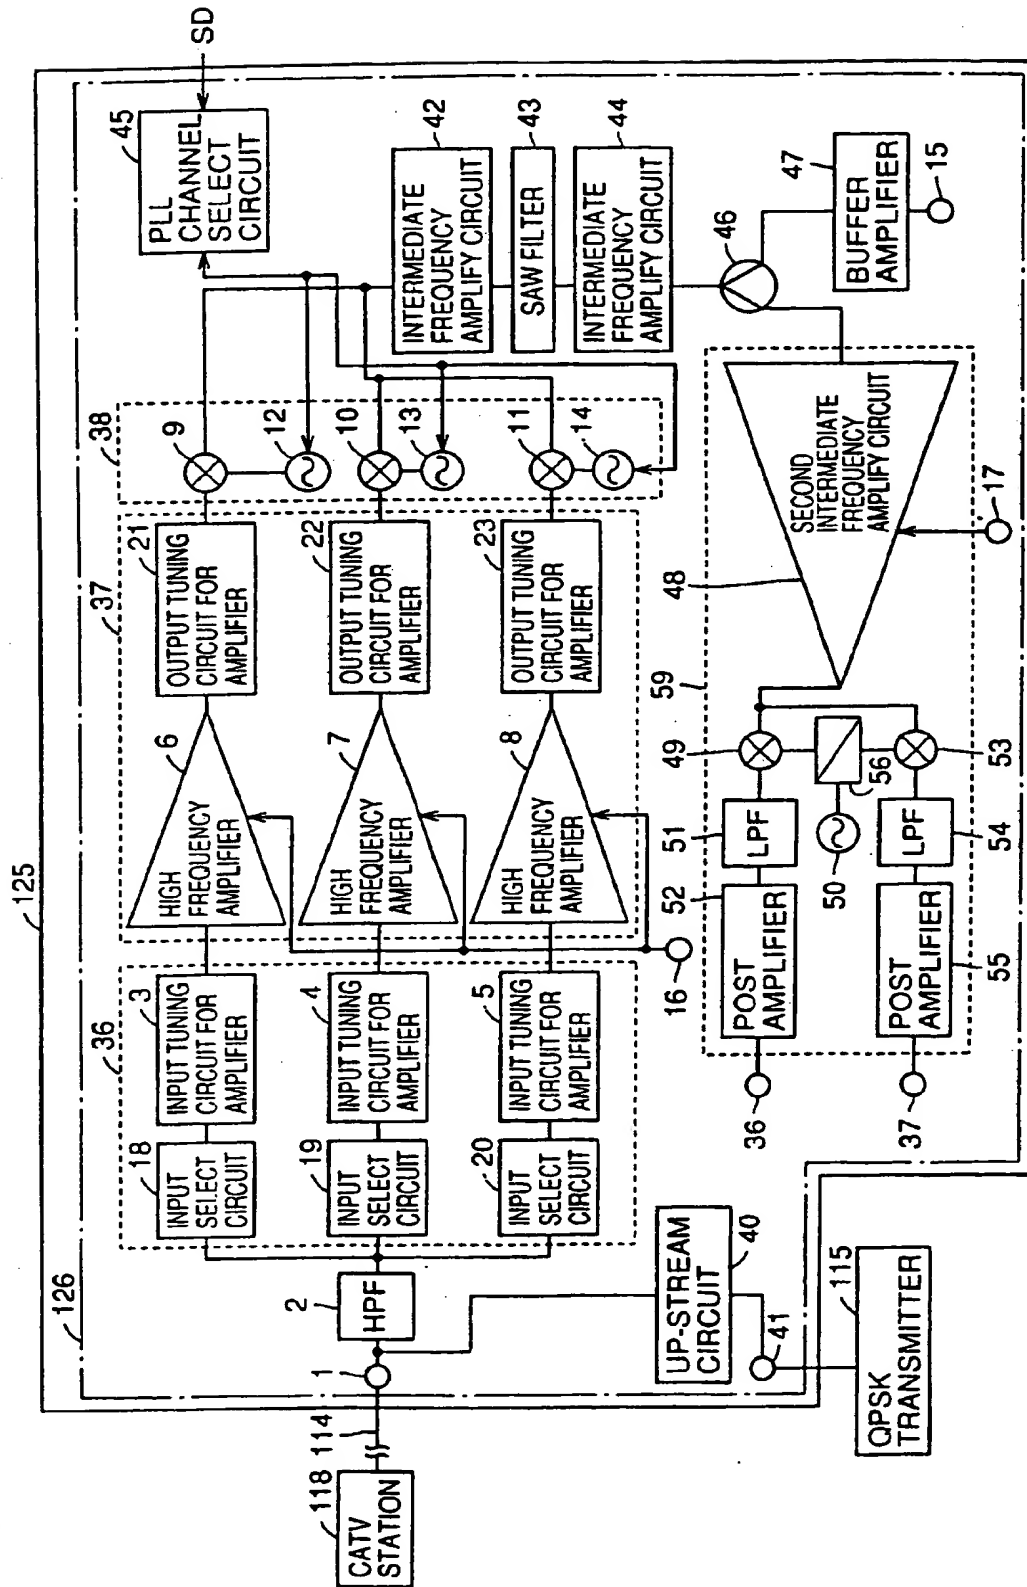 125
126
118
CATV
STATION
114
1
2
HPF
36
18
INPUT
SELECT
CIRCUIT
3
INPUT TUNING
CIRCUIT FOR
AMPLIFIER
19
INPUT
SELECT
CIRCUIT
4
INPUT TUNING
CIRCUIT FOR
AMPLIFIER
20
INPUT
SELECT
CIRCUIT
5
INPUT TUNING
CIRCUIT FOR
AMPLIFIER
37
6
HIGH
FREQUENCY
AMPLIFIER
21
OUTPUT TUNING
CIRCUIT FOR
AMPLIFIER
7
HIGH
FREQUENCY
AMPLIFIER
22
OUTPUT TUNING
CIRCUIT FOR
AMPLIFIER
8
HIGH
FREQUENCY
AMPLIFIER
23
OUTPUT TUNING
CIRCUIT FOR
AMPLIFIER
16
38
9
12
10
13
11
14
45
PLL
CHANNEL
SELECT
CIRCUIT
SD
INTERMEDIATE
FREQUENCY
AMPLIFY CIRCUIT
42
SAW FILTER
43
INTERMEDIATE
FREQUENCY
AMPLIFY CIRCUIT
44
46
47
BUFFER
AMPLIFIER
15
UP-STREAM
CIRCUIT
40
41
QPSK
TRANSMITTER
115
59
48
SECOND
INTERMEDIATE
FREQUENCY
AMPLIFY CIRCUIT
17
49
51
LPF
52
POST
AMPLIFIER
36
50
56
53
LPF
54
POST
AMPLIFIER
55
37